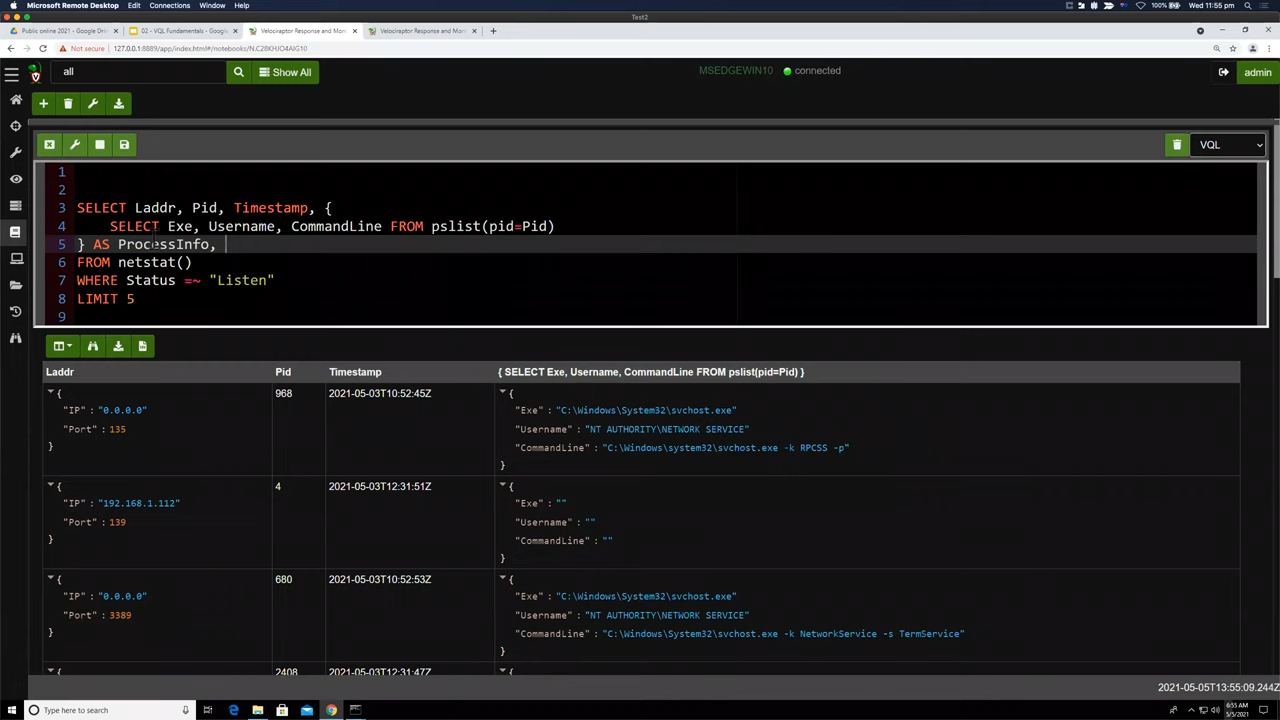 Microsoft Remote Desktop Edit Connections Window Help
100% Wed 11:55 pm
Test2
Public online 2021 - Google Dri
02 - VQL Fundamentals - Google
Velociraptor Response and Mon
Velociraptor Response and Mon
127.0.0.1:8889/app/index.html#/notebooks/N.C28KHJO4AIG10
all
Show All
MSEDGEWIN10 connected
admin
VQL
1
2
3 SELECT Laddr, Pid, Timestamp, {
4 SELECT Exe, Username, CommandLine FROM pslist(pid=Pid)
5 } AS ProcessInfo,
6 FROM netstat()
7 WHERE Status =~ "Listen"
8 LIMIT 5
9
Laddr Pid Timestamp { SELECT Exe, Username, CommandLine FROM pslist(pid=Pid) }
{ 968 2021-05-03T10:52:45Z {
"IP" : "0.0.0.0" "Exe" : "C:\Windows\System32\svchost.exe"
"Port" : 135 "Username" : "NT AUTHORITY\NETWORK SERVICE"
} "CommandLine" : "C:\Windows\system32\svchost.exe -k RPCSS -p"
}
{ 4 2021-05-03T12:31:51Z {
"IP" : "192.168.1.112" "Exe" : ""
"Port" : 139 "Username" : ""
} "CommandLine" : ""
}
{ 680 2021-05-03T10:52:53Z {
"IP" : "0.0.0.0" "Exe" : "C:\Windows\System32\svchost.exe"
"Port" : 3389 "Username" : "NT AUTHORITY\NETWORK SERVICE"
} "CommandLine" : "C:\Windows\System32\svchost.exe -k NetworkService -s TermService"
}
{ 2408 2021-05-03T12:31:47Z {
2021-05-05T13:55:09.244Z
Type here to search
6:55 AM
5/5/2021